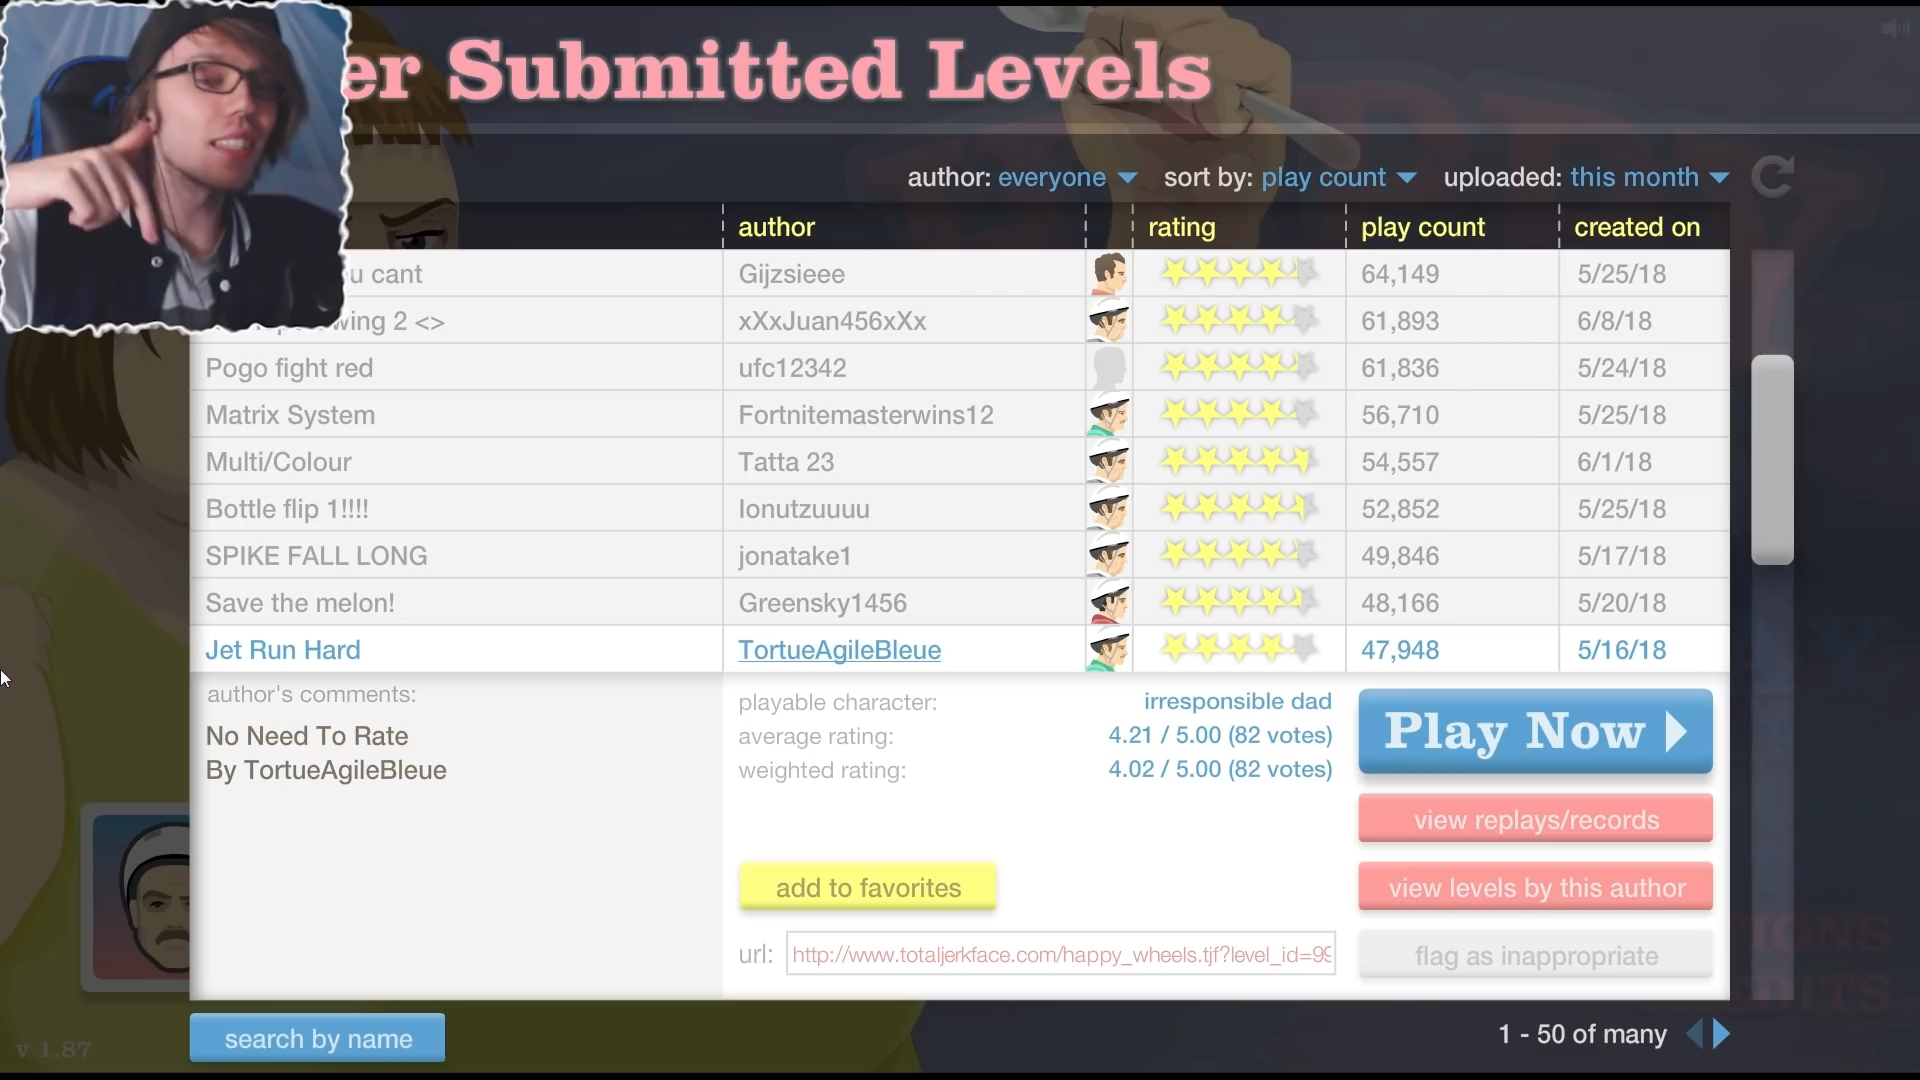 er Submitted Levels
author: everyone sort by: play count uploaded: this month
author rating play count created on
u cant Gijzsieee 64,149 5/25/18
wing 2 <> xXxJuan456xXx 61,893 6/8/18
Pogo fight red ufc12342 61,836 5/24/18
Matrix System Fortnitemasterwins12 56,710 5/25/18
Multi/Colour Tatta 23 54,557 6/1/18
Bottle flip 1!!!! Ionutzuuuu 52,852 5/25/18
SPIKE FALL LONG jonatake1 49,846 5/17/18
Save the melon! Greensky1456 48,166 5/20/18
Jet Run Hard TortueAgileBleue 47,948 5/16/18
author's comments:
No Need To Rate
By TortueAgileBleue
playable character: irresponsible dad
average rating: 4.21 / 5.00 (82 votes)
weighted rating: 4.02 / 5.00 (82 votes)
Play Now
view replays/records
add to favorites
view levels by this author
url: http://www.totaljerkface.com/happy_wheels.tjf?level_id=99
flag as inappropriate
search by name
1 - 50 of many
v 1.87